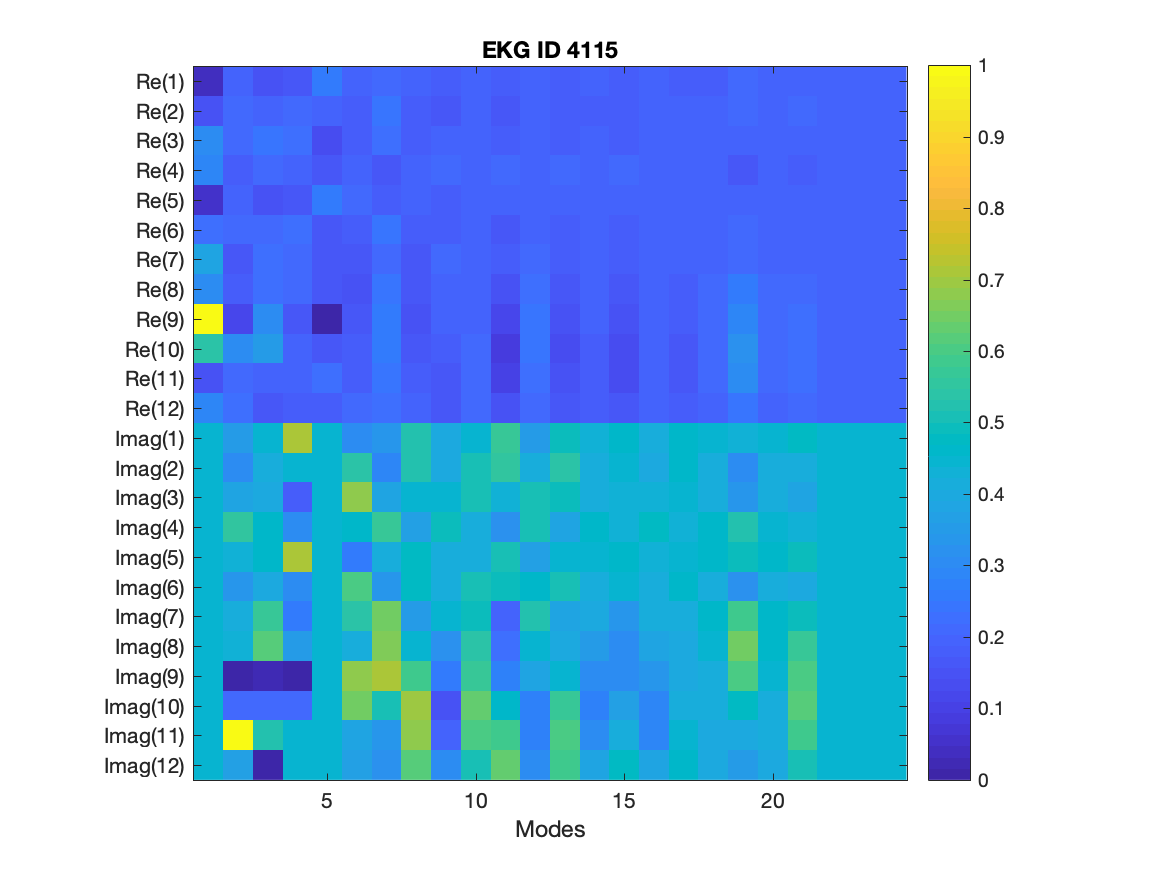 EKG ID 4115
Re(1)
Re(2)
Re(3)
Re(4)
Re(5)
Re(6)
Re(7)
Re(8)
Re(9)
Re(10)
Re(11)
Re(12)
Imag(1)
Imag(2)
Imag(3)
Imag(4)
Imag(5)
Imag(6)
Imag(7)
Imag(8)
Imag(9)
Imag(10)
Imag(11)
Imag(12)
5 10 15 20
Modes
1
0.9
0.8
0.7
0.6
0.5
0.4
0.3
0.2
0.1
0